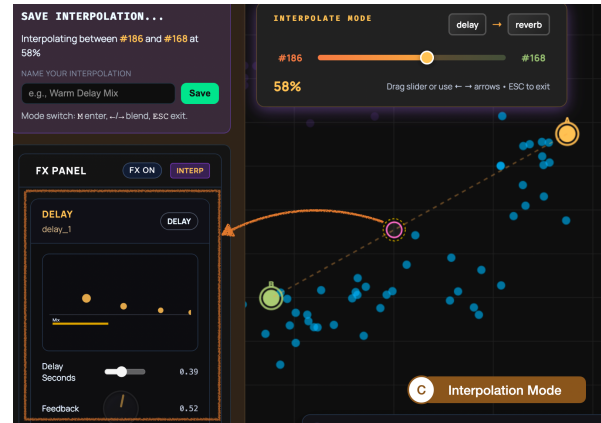 SAVE INTERPOLATION...
Interpolating between #186 and #168 at
58%
NAME YOUR INTERPOLATION
e.g., Warm Delay Mix
Save
Mode switch: M enter, ←/→ blend, ESC exit.
INTERPOLATE MODE
delay → reverb
#186
#168
58%
Drag slider or use ← → arrows • ESC to exit
FX PANEL
FX ON
INTERP
DELAY
delay_1
DELAY
Mix
Delay
Seconds
0.39
Feedback
0.52
C
Interpolation Mode